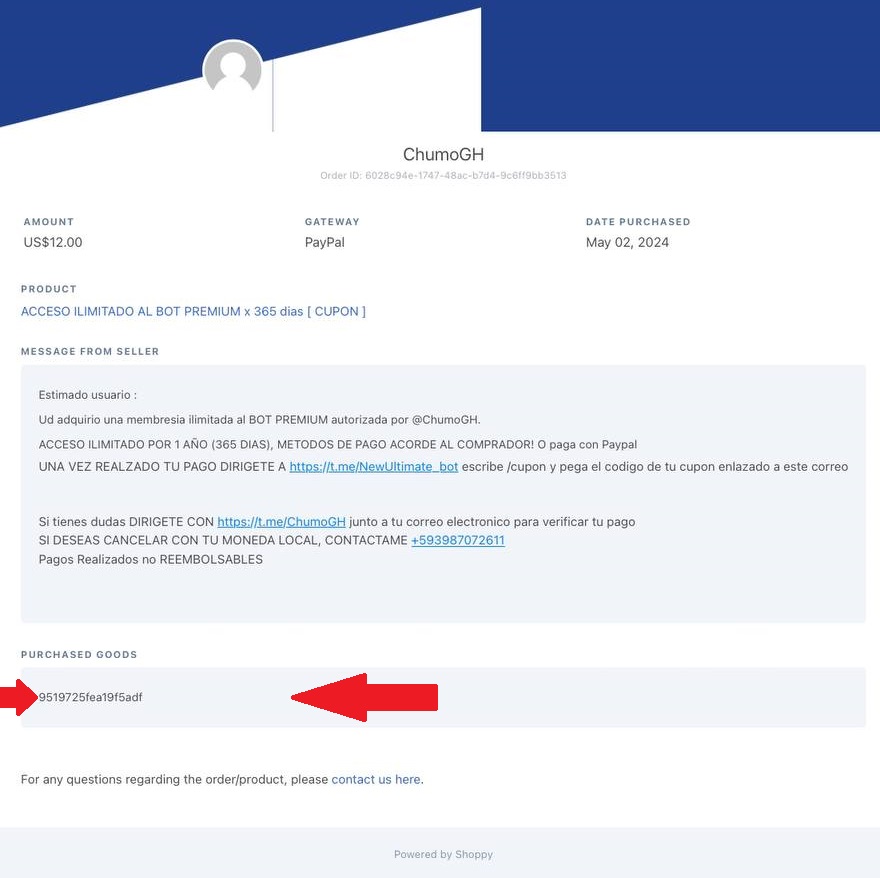 ChumoGH
Order ID: 6028c94e-1747-48ac-b7d4-9c6ff9bb3513
AMOUNT
US$12.00
GATEWAY
PayPal
DATE PURCHASED
May 02, 2024
PRODUCT
ACCESO ILIMITADO AL BOT PREMIUM x 365 dias [ CUPON ]
MESSAGE FROM SELLER
Estimado usuario :
Ud adquirio una membresia ilimitada al BOT PREMIUM autorizada por @ChumoGH.
ACCESO ILIMITADO POR 1 AÑO (365 DIAS), METODOS DE PAGO ACORDE AL COMPRADOR! O paga con Paypal
UNA VEZ REALZADO TU PAGO DIRIGETE A https://t.me/NewUltimate_bot escribe /cupon y pega el codigo de tu cupon enlazado a este correo
Si tienes dudas DIRIGETE CON https://t.me/ChumoGH junto a tu correo electronico para verificar tu pago
SI DESEAS CANCELAR CON TU MONEDA LOCAL, CONTACTAME +593987072611
Pagos Realizados no REEMBOLSABLES
PURCHASED GOODS
9519725fea19f5adf
For any questions regarding the order/product, please contact us here.
Powered by Shoppy